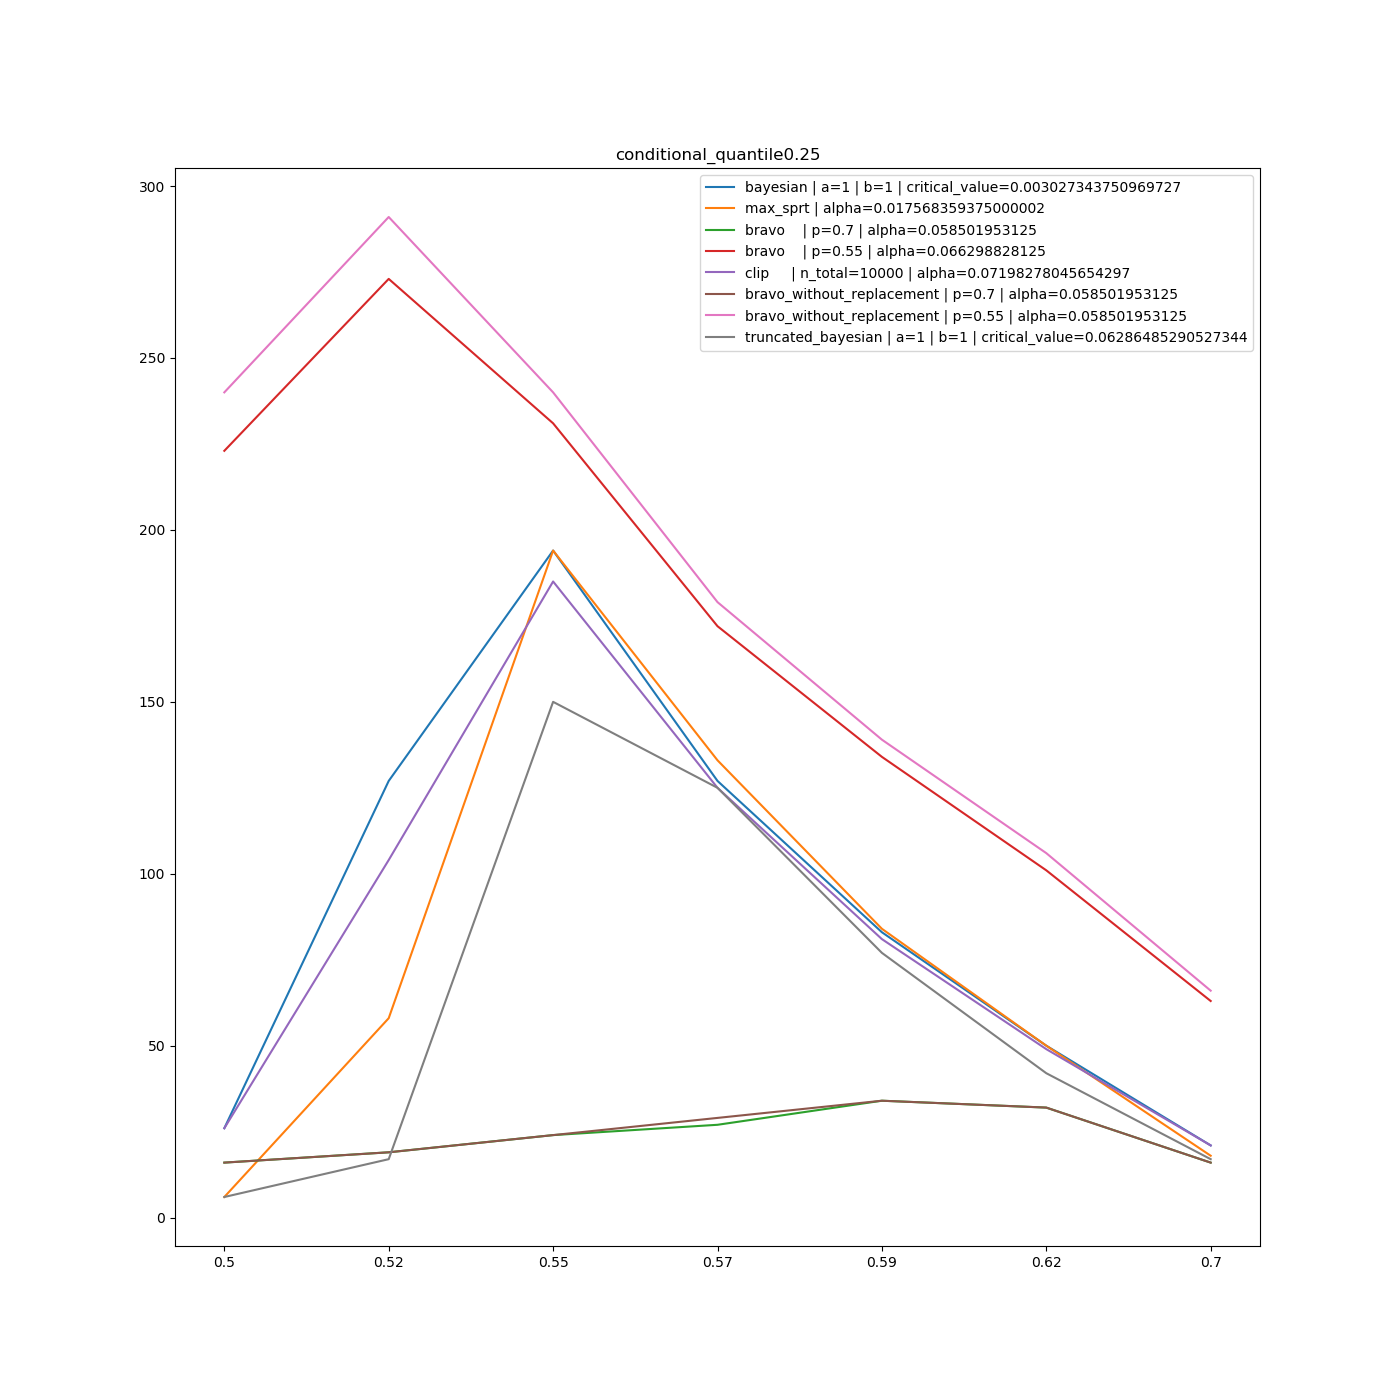 conditional_quantile0.25
300
250
200
150
100
50
0
bayesian | a=1 | b=1 | critical_value=0.003027343750969727
max_sprt | alpha=0.017568359375000002
bravo    | p=0.7 | alpha=0.058501953125
bravo    | p=0.55 | alpha=0.066298828125
clip     | n_total=10000 | alpha=0.07198278045654297
bravo_without_replacement | p=0.7 | alpha=0.058501953125
bravo_without_replacement | p=0.55 | alpha=0.058501953125
truncated_bayesian | a=1 | b=1 | critical_value=0.06286485290527344
0.5 0.52 0.55 0.57 0.59 0.62 0.7